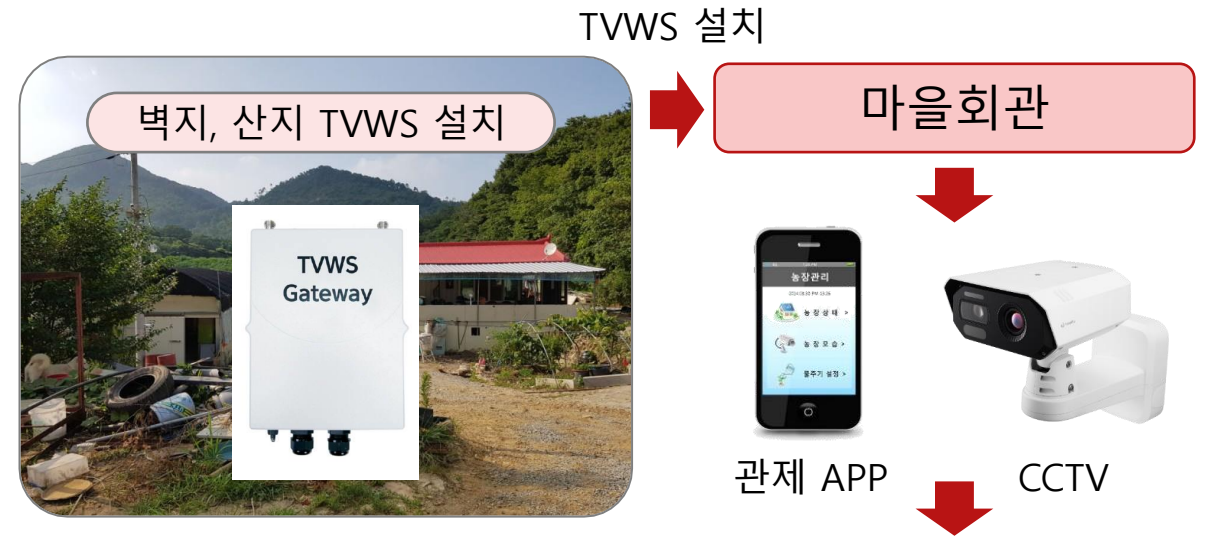 TVWS 설치
벽지, 산지 TVWS 설치
마을회관
TVWS
Gateway
농장관리
농장상태 >
농장모습 >
물주기 설정 >
관제 APP
CCTV